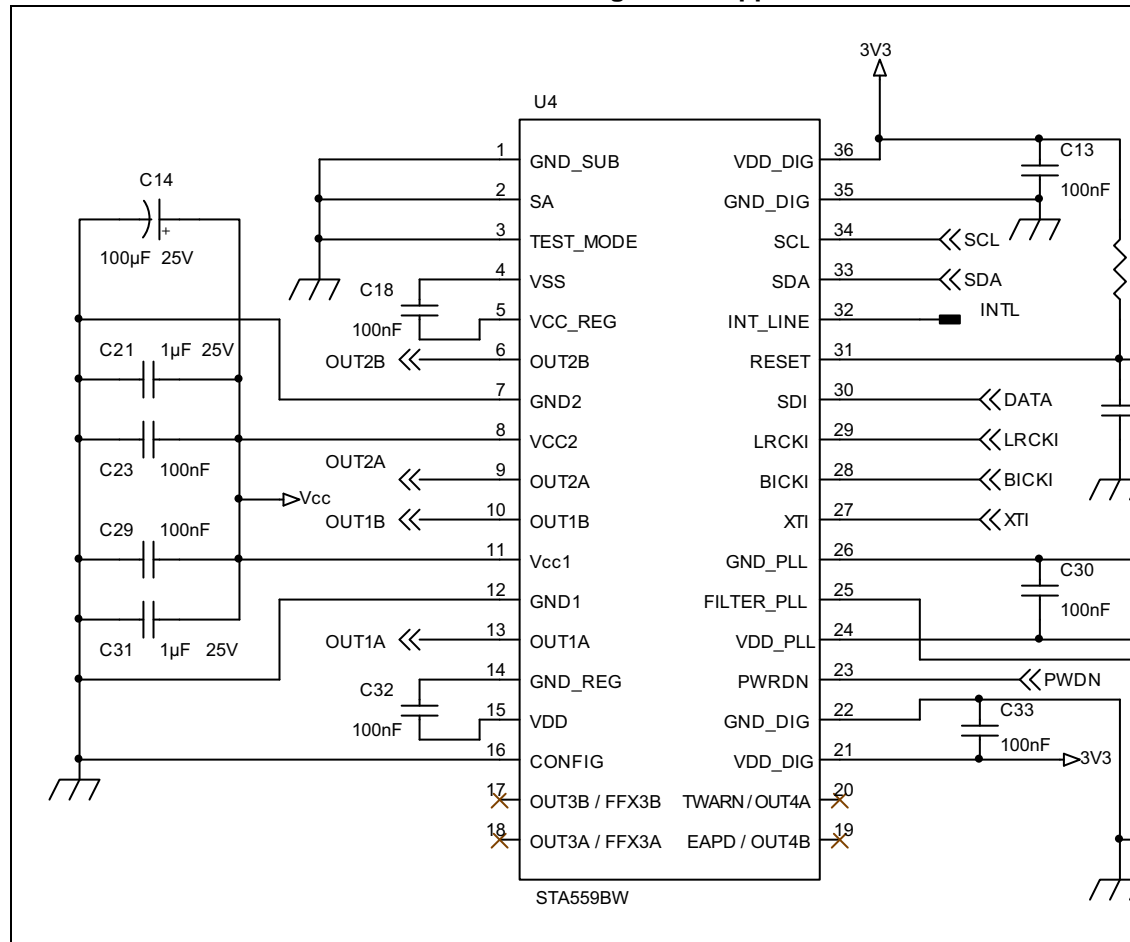 3V3
U4
1 GND_SUB VDD_DIG 36
C13
100nF
C14
100µF 25V
+
2 SA GND_DIG 35
3 TEST_MODE SCL 34 SCL
4 VSS SDA 33 SDA
C18
100nF
5 VCC_REG INT_LINE 32 INTL
C21 1µF 25V
OUT2B 6 OUT2B RESET 31
7 GND2 SDI 30 DATA
8 VCC2 LRCKI 29 LRCKI
C23 100nF
OUT2A 9 OUT2A BICKI 28 BICKI
Vcc
OUT1B 10 OUT1B XTI 27 XTI
C29 100nF
11 Vcc1 GND_PLL 26
C30
100nF
12 GND1 FILTER_PLL 25
OUT1A 13 OUT1A VDD_PLL 24
C31 1µF 25V
14 GND_REG PWRDN 23 PWDN
C32
100nF
15 VDD GND_DIG 22
C33
100nF
16 CONFIG VDD_DIG 21 3V3
17 OUT3B / FFX3B TWARN / OUT4A 20
18 OUT3A / FFX3A EAPD / OUT4B 19
STA559BW